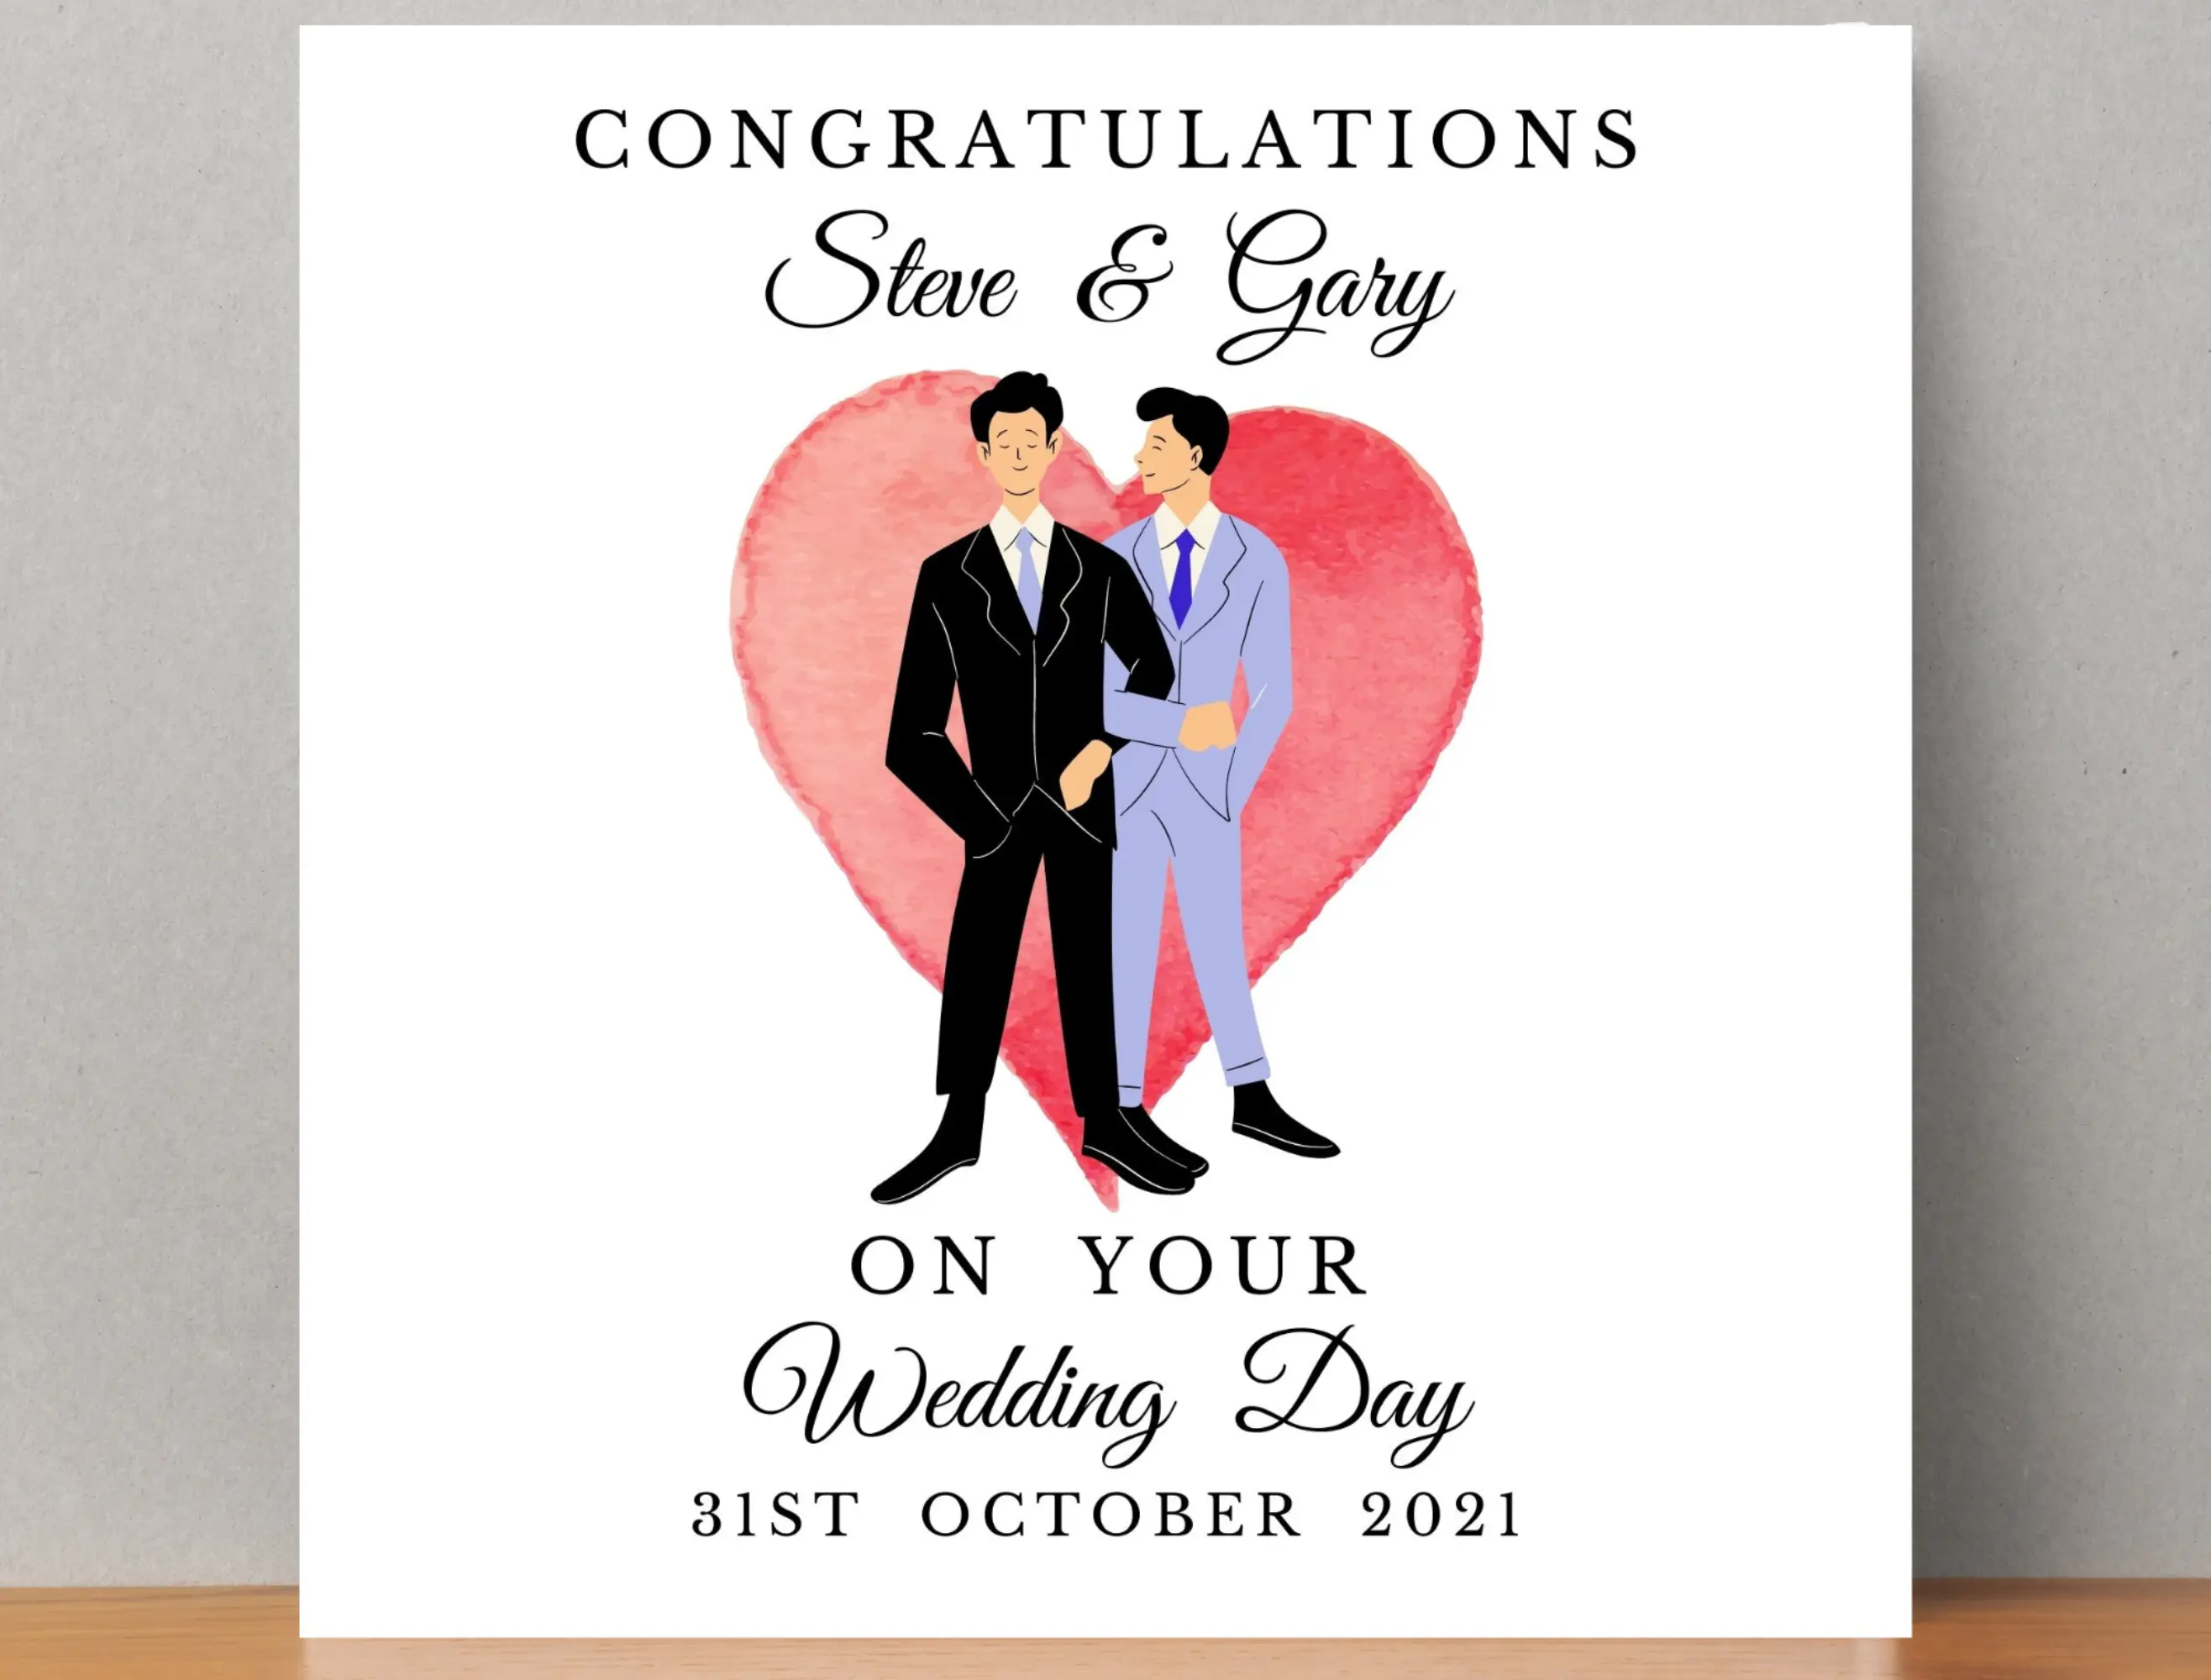 CONGRATULATIONS
Steve & Gary
ON YOUR
Wedding Day
31ST OCTOBER 2021